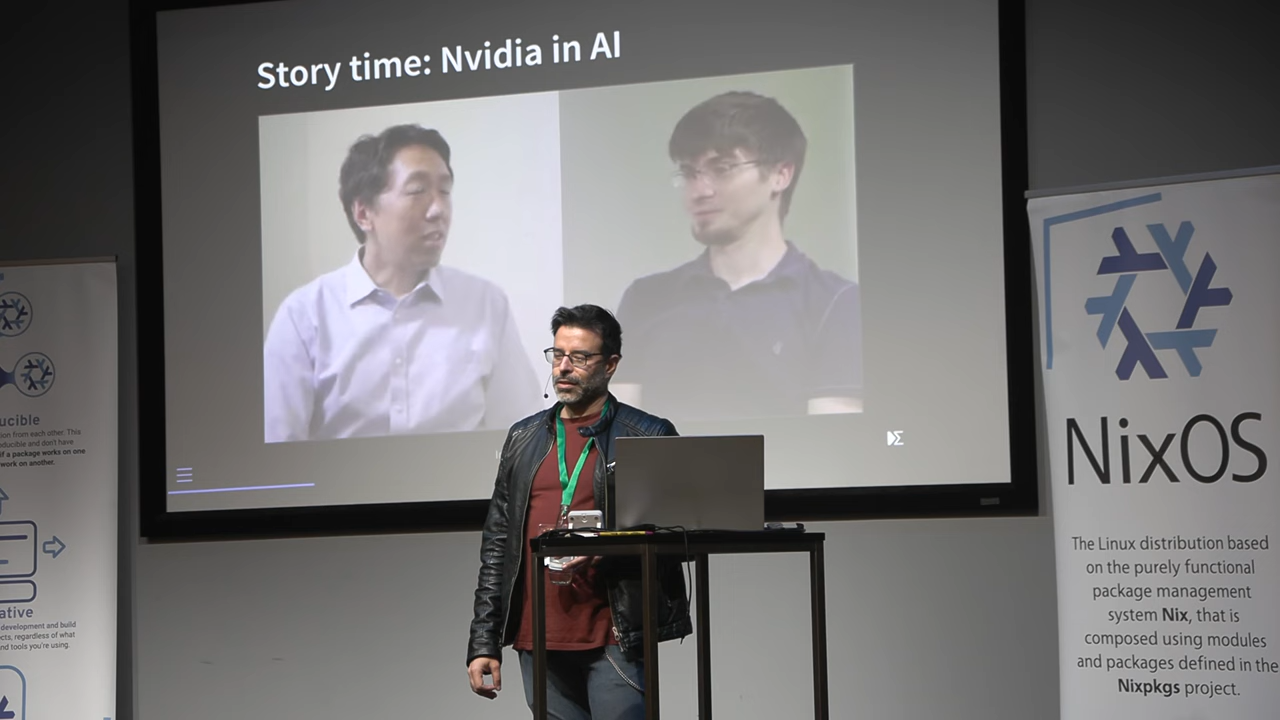 Story time: Nvidia in AI
ucible
tion from each other. This
ducible and don't have
if a package works on one
work on another.
ative
development and build
cts, regardless of what
nd tools you're using.
NixOS
The Linux distribution based
on the purely functional
package management
system Nix, that is
composed using modules
and packages defined in the
Nixpkgs project.